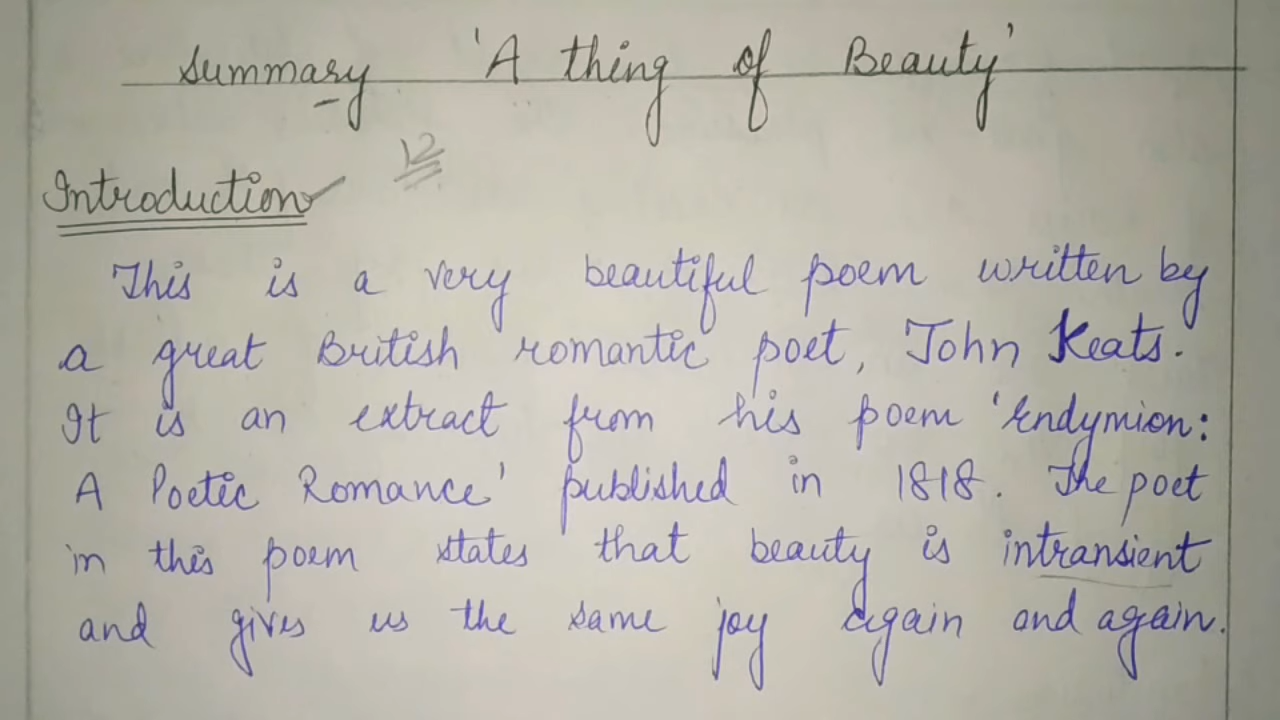 Summary 'A thing of Beauty'
12
Introduction
This is a very beautiful poem written by
a great British romantic poet, John Keats.
It is an extract from his poem 'Endymion:
A Poetic Romance' published in 1818. The poet
in this poem states that beauty is intransient
and gives us the same joy again and again.